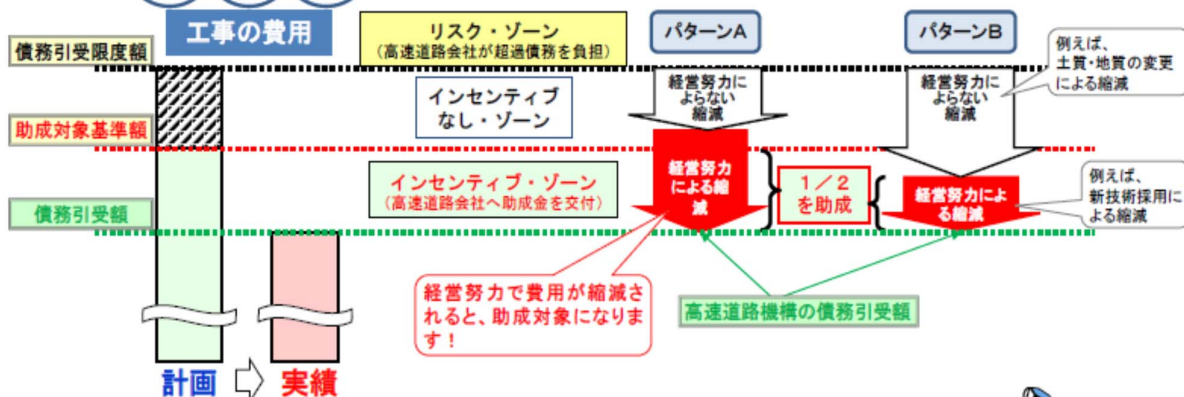 工事の費用
リスク・ゾーン
(高速道路会社が超過債務を負担)
パターンA
パターンB
債務引受限度額
例えば、
土質・地質の変更
による縮減
経営努力に
よらない
縮減
経営努力に
よらない
縮減
インセンティブ
なし・ゾーン
助成対象基準額
インセンティブ・ゾーン
(高速道路会社へ助成金を交付)
経営努力
による縮
減
1/2
を助成
経営努力によ
る縮減
例えば、
新技術採用に
よる縮減
債務引受額
経営努力で費用が縮減さ
れると、助成対象になりま
す!
高速道路機構の債務引受額
計画
実績